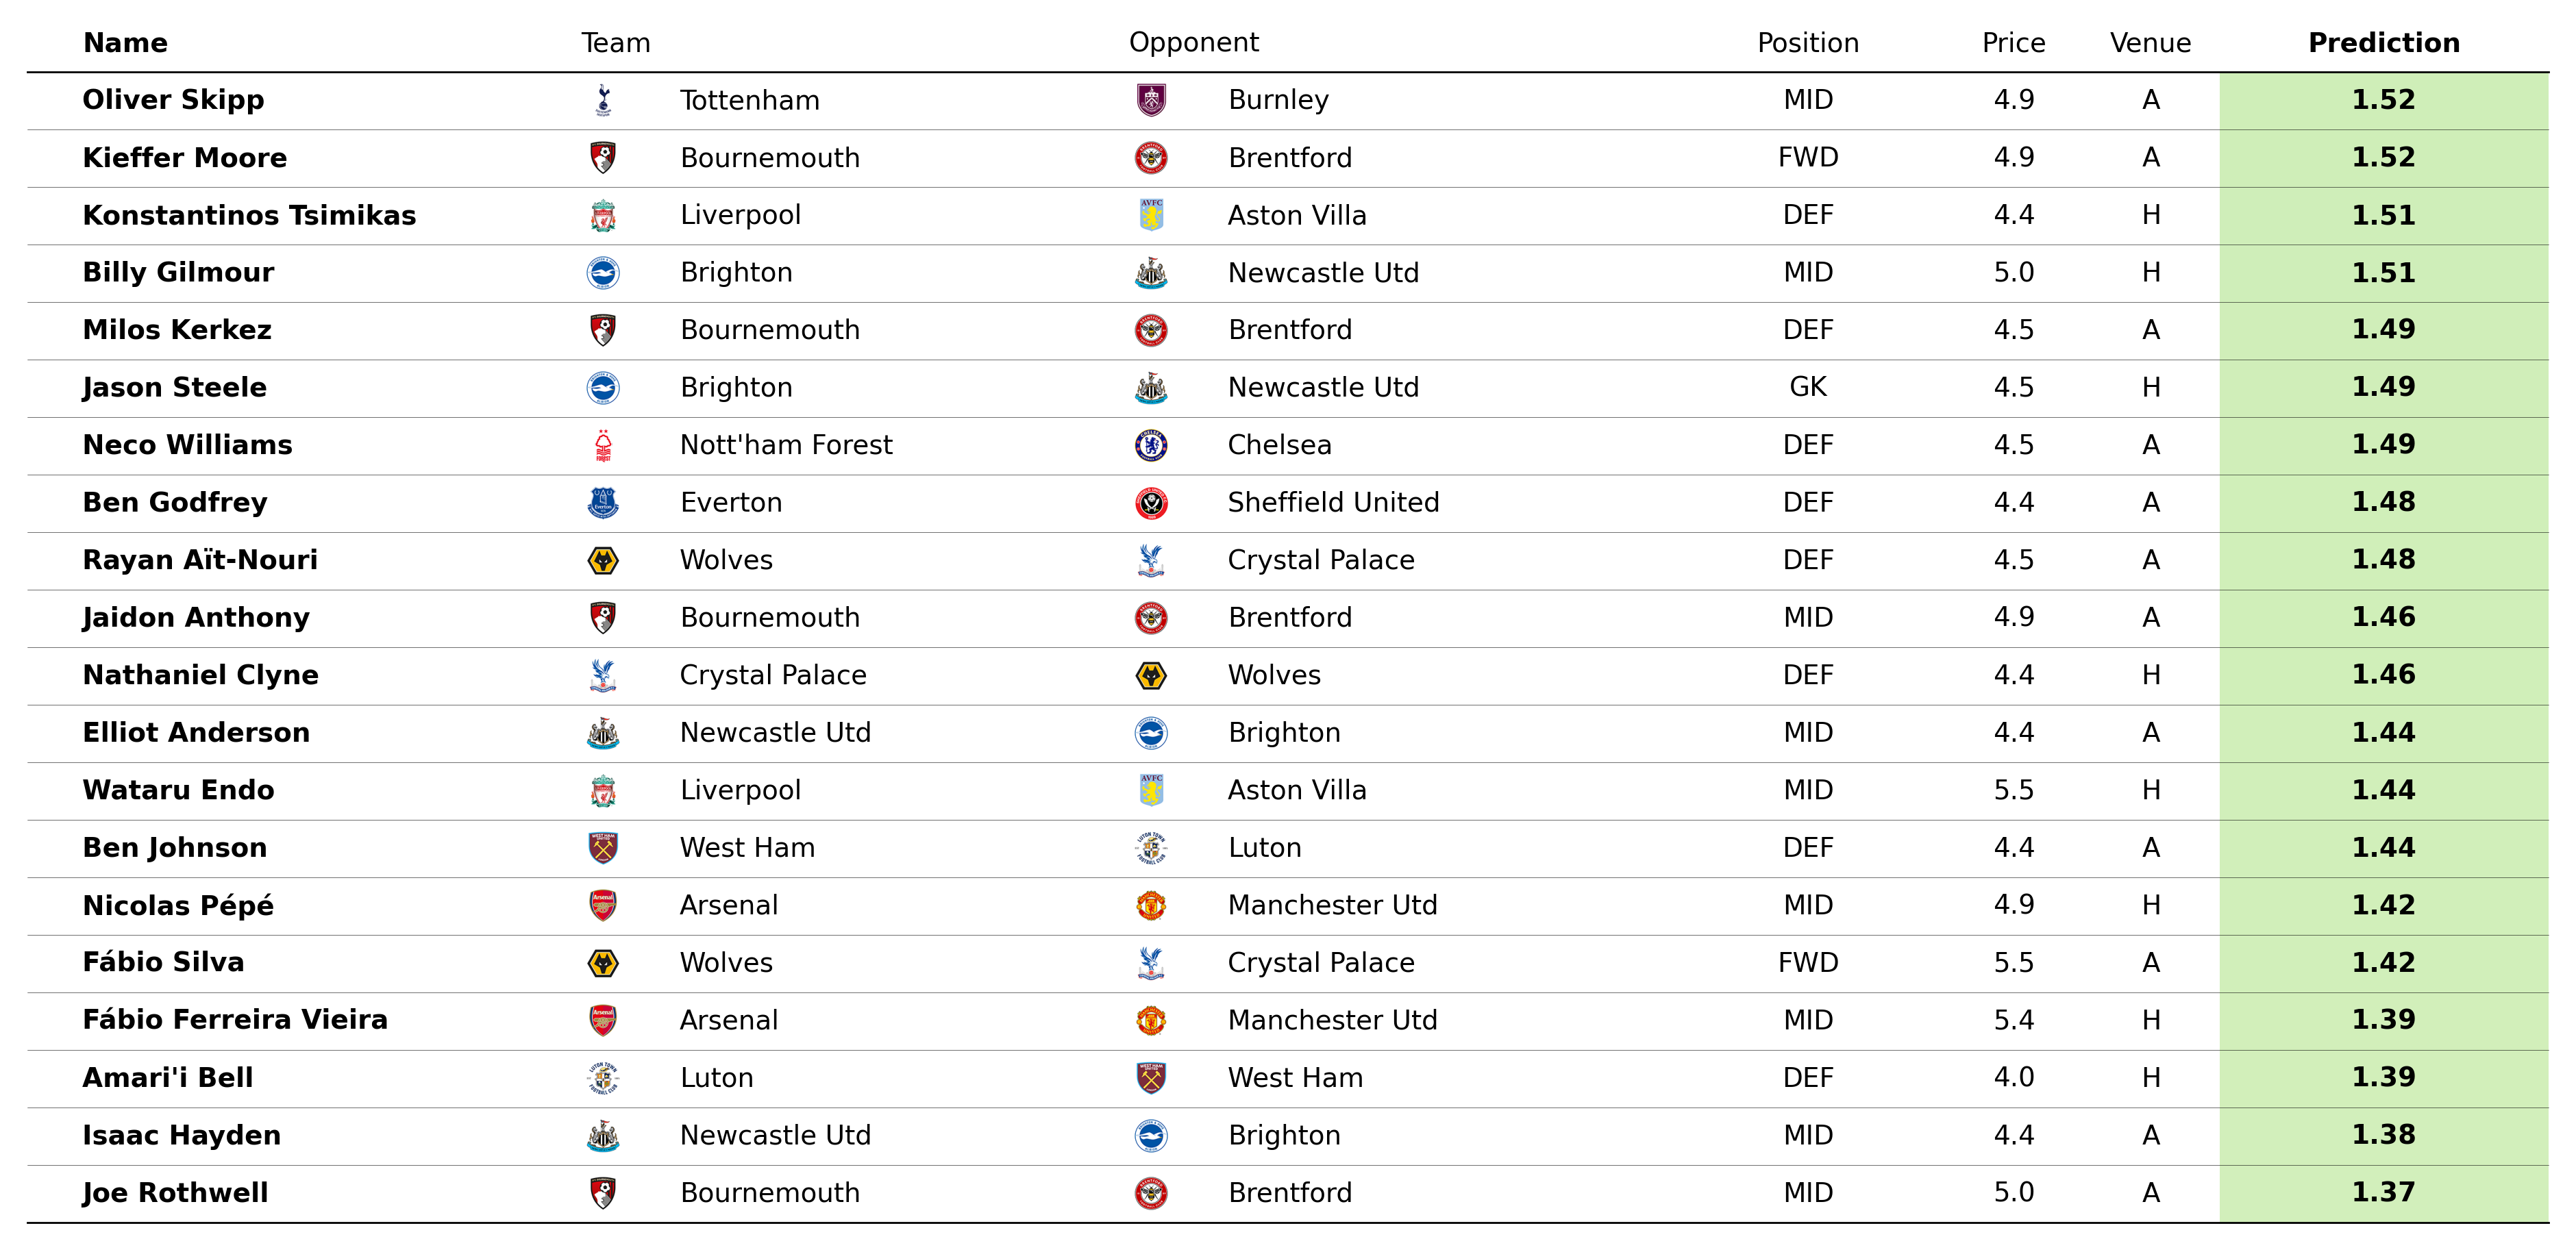 Name Team Opponent Position Price Venue Prediction
Oliver Skipp Tottenham Burnley MID 4.9 A 1.52
Kieffer Moore Bournemouth Brentford FWD 4.9 A 1.52
Konstantinos Tsimikas Liverpool Aston Villa DEF 4.4 H 1.51
Billy Gilmour Brighton Newcastle Utd MID 5.0 H 1.51
Milos Kerkez Bournemouth Brentford DEF 4.5 A 1.49
Jason Steele Brighton Newcastle Utd GK 4.5 H 1.49
Neco Williams Nott'ham Forest Chelsea DEF 4.5 A 1.49
Ben Godfrey Everton Sheffield United DEF 4.4 A 1.48
Rayan Aït-Nouri Wolves Crystal Palace DEF 4.5 A 1.48
Jaidon Anthony Bournemouth Brentford MID 4.9 A 1.46
Nathaniel Clyne Crystal Palace Wolves DEF 4.4 H 1.46
Elliot Anderson Newcastle Utd Brighton MID 4.4 A 1.44
Wataru Endo Liverpool Aston Villa MID 5.5 H 1.44
Ben Johnson West Ham Luton DEF 4.4 A 1.44
Nicolas Pépé Arsenal Manchester Utd MID 4.9 H 1.42
Fábio Silva Wolves Crystal Palace FWD 5.5 A 1.42
Fábio Ferreira Vieira Arsenal Manchester Utd MID 5.4 H 1.39
Amari'i Bell Luton West Ham DEF 4.0 H 1.39
Isaac Hayden Newcastle Utd Brighton MID 4.4 A 1.38
Joe Rothwell Bournemouth Brentford MID 5.0 A 1.37